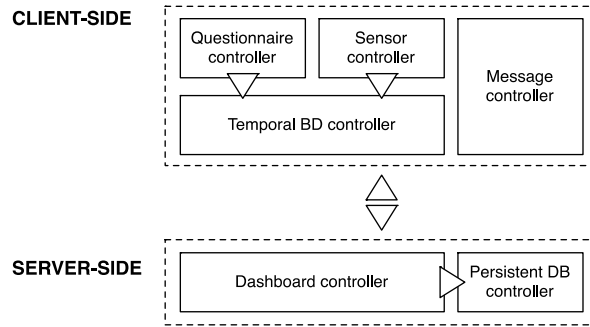 CLIENT-SIDE
Questionnaire
controller
Sensor
controller
Message
controller
Temporal BD controller
SERVER-SIDE
Dashboard controller
Persistent DB
controller